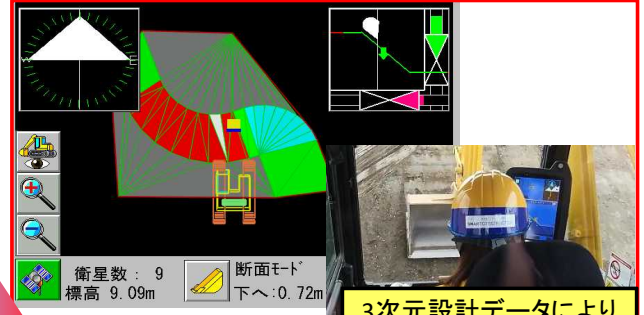 衛星数： 9
標高 9.09m
断面ﾓｰﾄﾞ
下へ:0.72m
3次元設計データにより